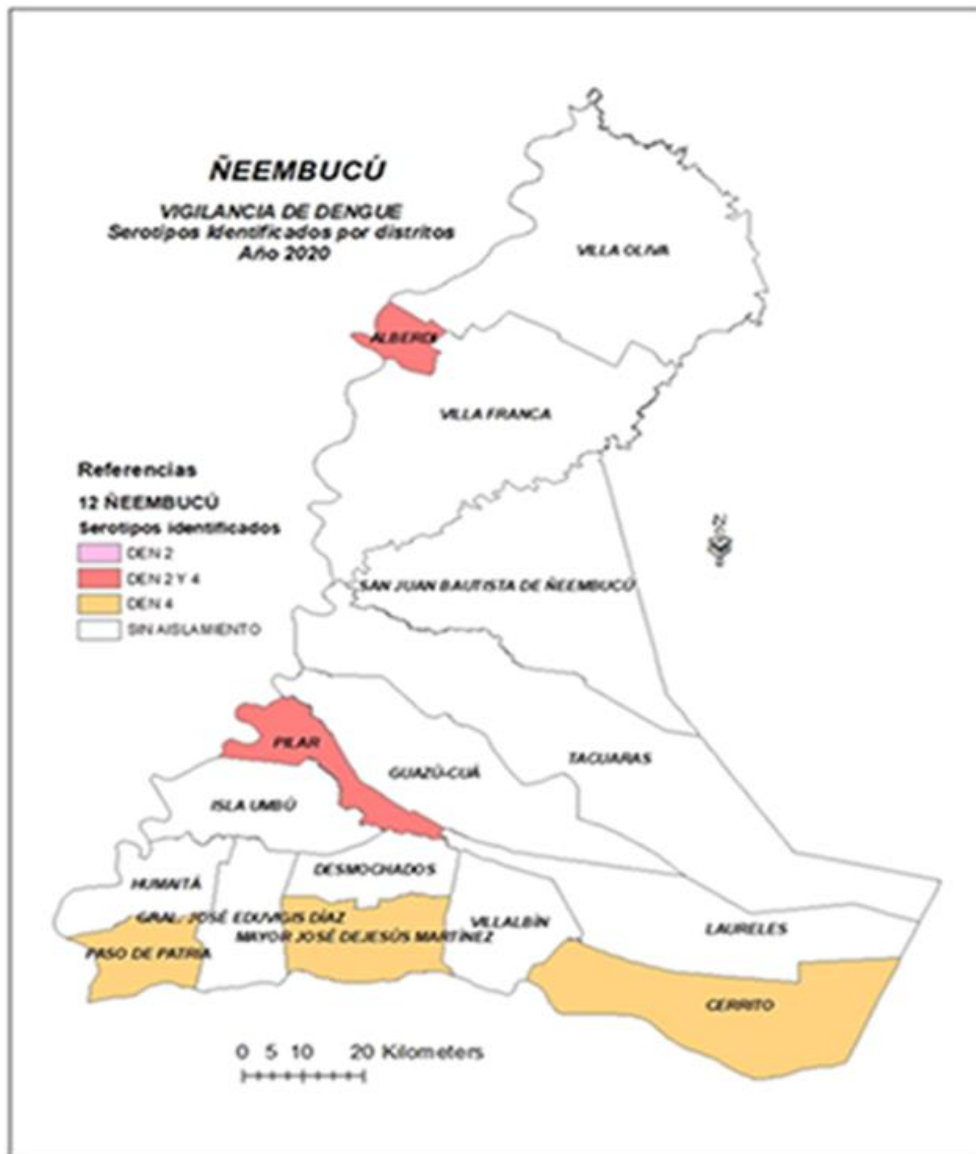 ÑEEMBUCÚ
VIGILANCIA DE DENGUE
Serotipos Identificados por distritos
Año 2020
VILLA OLIVA
ALBERDI
VILLA FRANCA
Referencias
12 ÑEEMBUCÚ
Serotipos identificados
DEN 2
DEN 2 Y 4
DEN 4
SIN AISLAMIENTO
N
SAN JUAN BAUTISTA DE ÑEEMBUCÚ
PILAR
GUAZÚ-CUÁ
TACUARAS
ISLA UMBÚ
DESMOCHADOS
HUMAITÁ
GRAL. JOSÉ EDUVIGIS DÍAZ
VILLALBÍN
LAURELES
MAYOR JOSÉ DEJESÚS MARTÍNEZ
PASO DE PATRIA
CERRITO
0 5 10 20 Kilometers